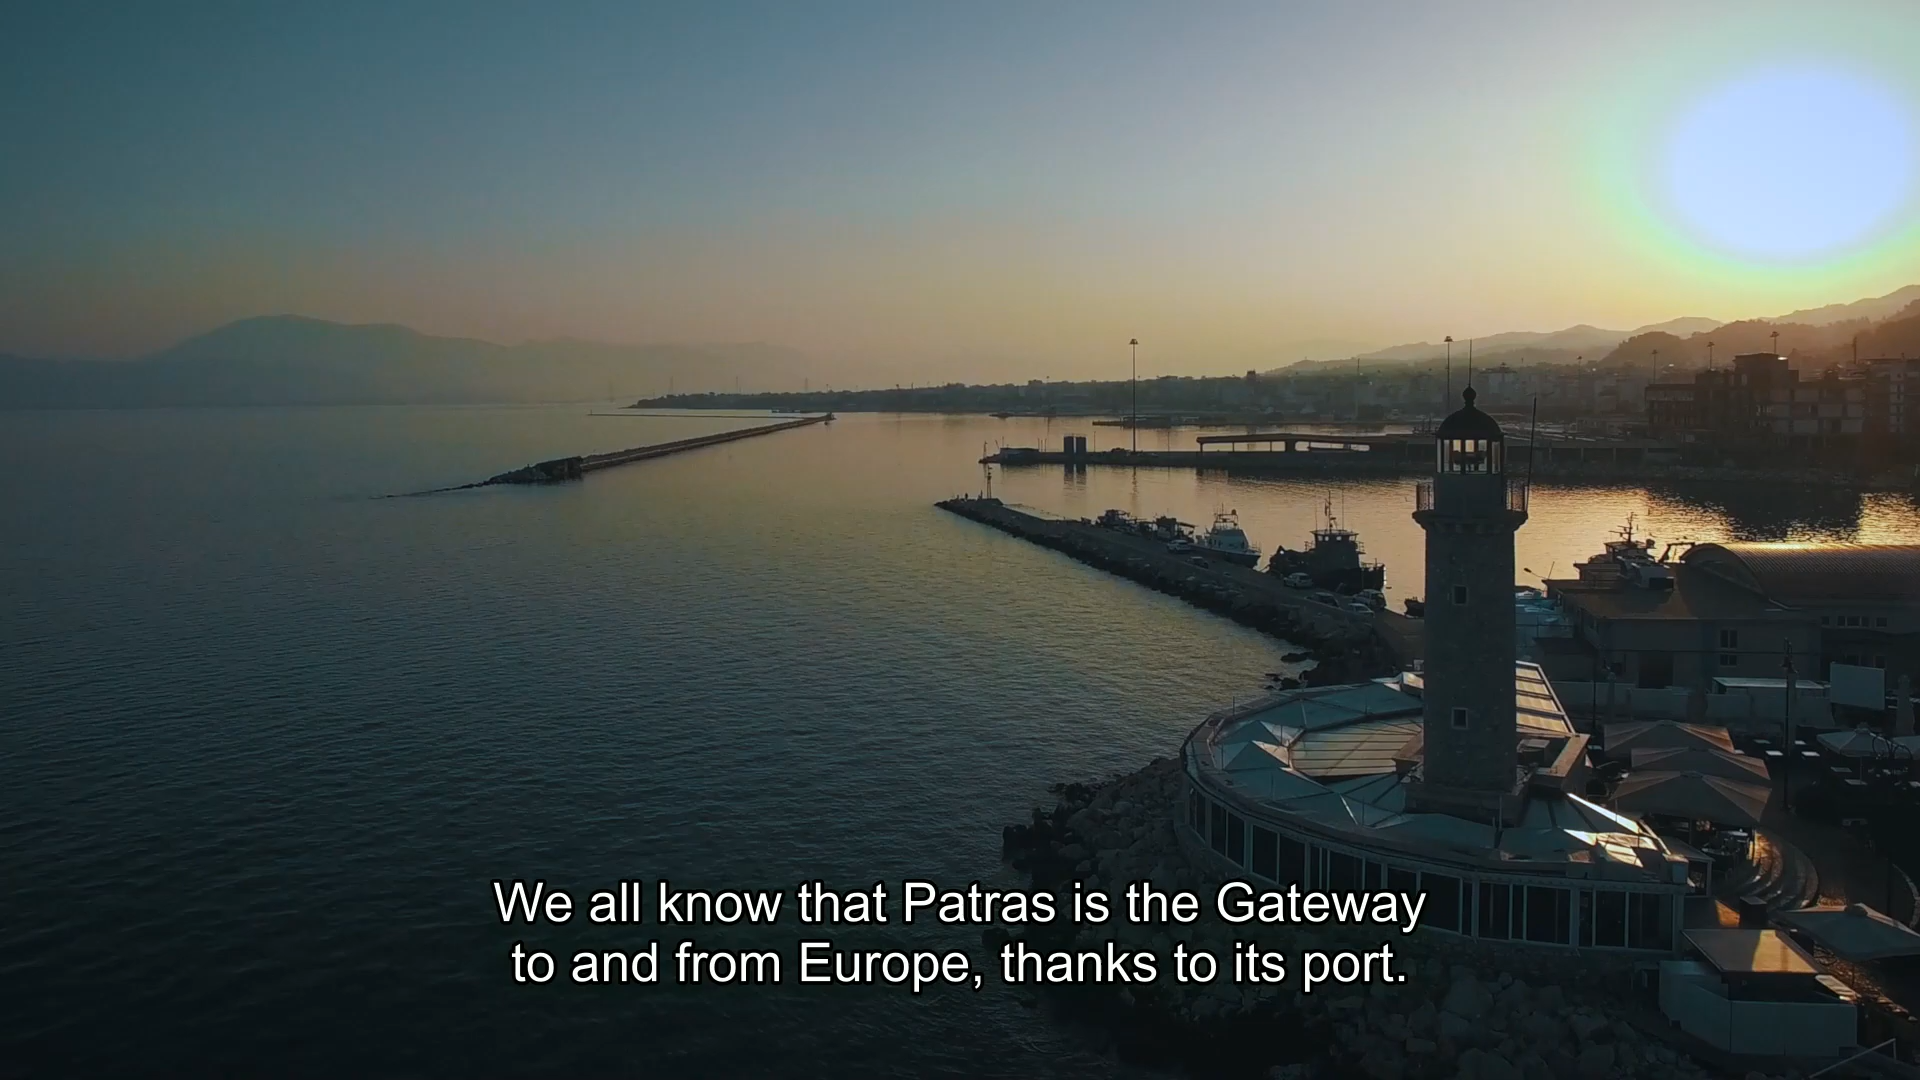 We all know that Patras is the Gateway
to and from Europe, thanks to its port.